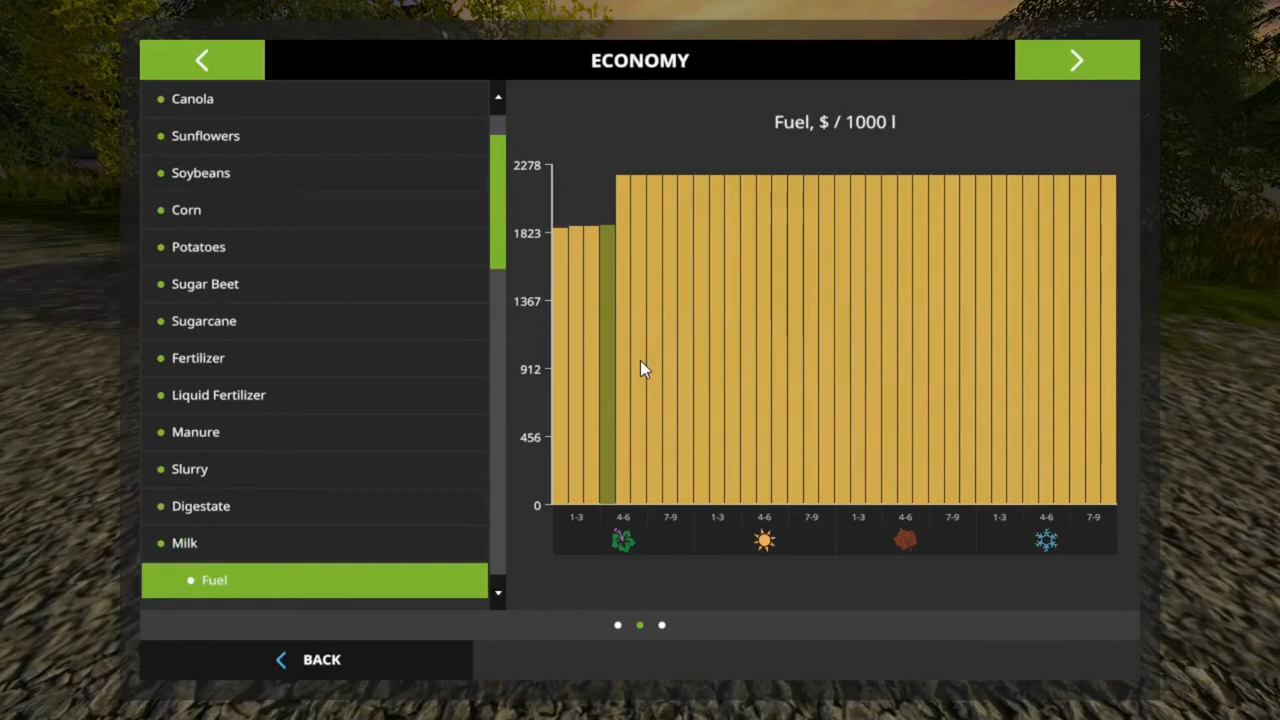 ECONOMY
Canola
Sunflowers
Soybeans
Corn
Potatoes
Sugar Beet
Sugarcane
Fertilizer
Liquid Fertilizer
Manure
Slurry
Digestate
Milk
Fuel
Fuel, $ / 1000 l
2278
1823
1367
912
456
0
1-3 4-6 7-9 1-3 4-6 7-9 1-3 4-6 7-9 1-3 4-6 7-9
BACK